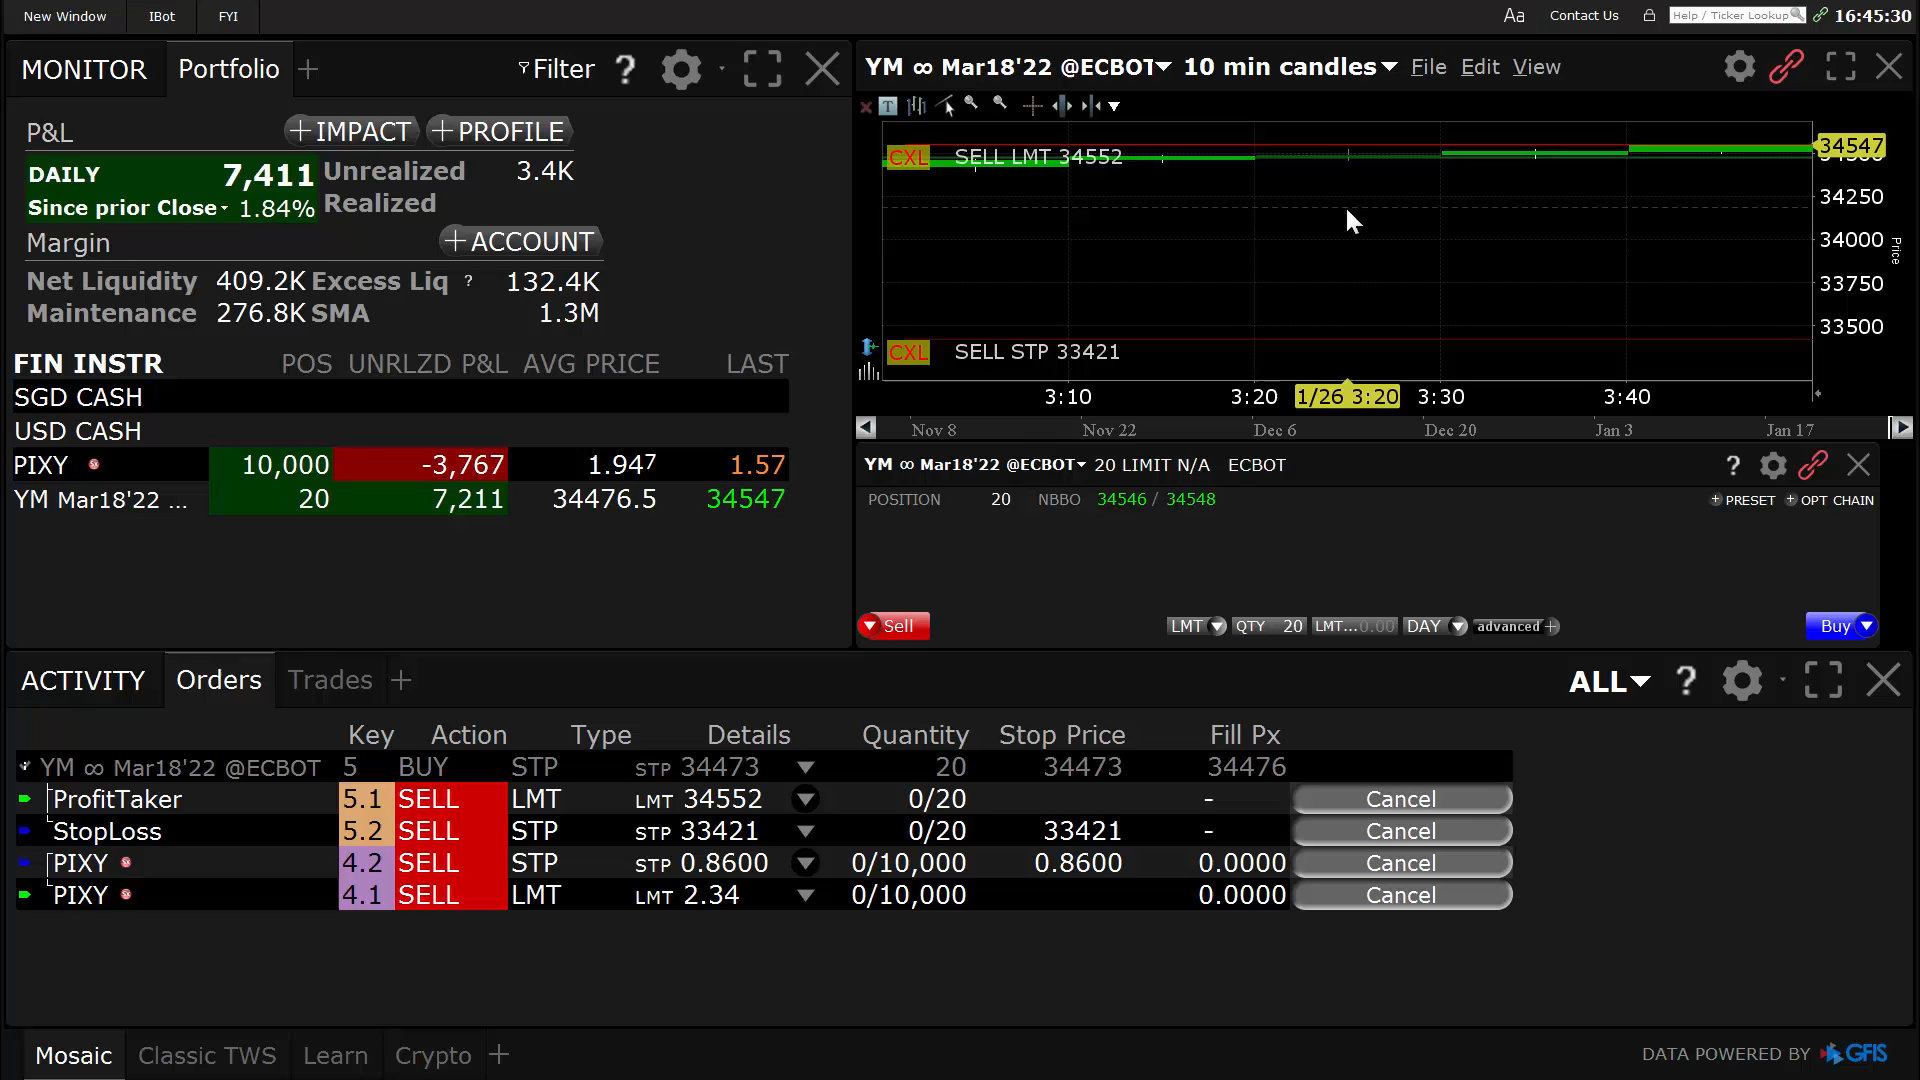 New Window IBot FYI Aa Contact Us Help / Ticker Lookup 16:45:30
MONITOR Portfolio + Filter ?
P&L + IMPACT + PROFILE
DAILY 7,411 Unrealized 3.4K
Since prior Close 1.84% Realized
Margin + ACCOUNT
Net Liquidity 409.2K Excess Liq ? 132.4K
Maintenance 276.8K SMA 1.3M
FIN INSTR POS UNRLZD P&L AVG PRICE LAST
SGD CASH
USD CASH
PIXY 10,000 -3,767 1.947 1.57
YM Mar18'22 ... 20 7,211 34476.5 34547
YM ∞ Mar18'22 @ECBOT 10 min candles File Edit View
T
CXL SELL LMT 34552
34547
34250
34000
33750
33500
Price
CXL SELL STP 33421
3:10 3:20 1/26 3:20 3:30 3:40
Nov 8 Nov 22 Dec 6 Dec 20 Jan 3 Jan 17
YM ∞ Mar18'22 @ECBOT 20 LIMIT N/A ECBOT ?
POSITION 20 NBBO 34546 / 34548 + PRESET + OPT CHAIN
Sell LMT QTY 20 LMT...0.00 DAY advanced + Buy
ACTIVITY Orders Trades + ALL ?
Key Action Type Details Quantity Stop Price Fill Px
YM ∞ Mar18'22 @ECBOT 5 BUY STP STP 34473 20 34473 34476
ProfitTaker 5.1 SELL LMT LMT 34552 0/20 - Cancel
StopLoss 5.2 SELL STP STP 33421 0/20 33421 - Cancel
PIXY 4.2 SELL STP STP 0.8600 0/10,000 0.8600 0.0000 Cancel
PIXY 4.1 SELL LMT LMT 2.34 0/10,000 0.0000 Cancel
Mosaic Classic TWS Learn Crypto + DATA POWERED BY GFIS